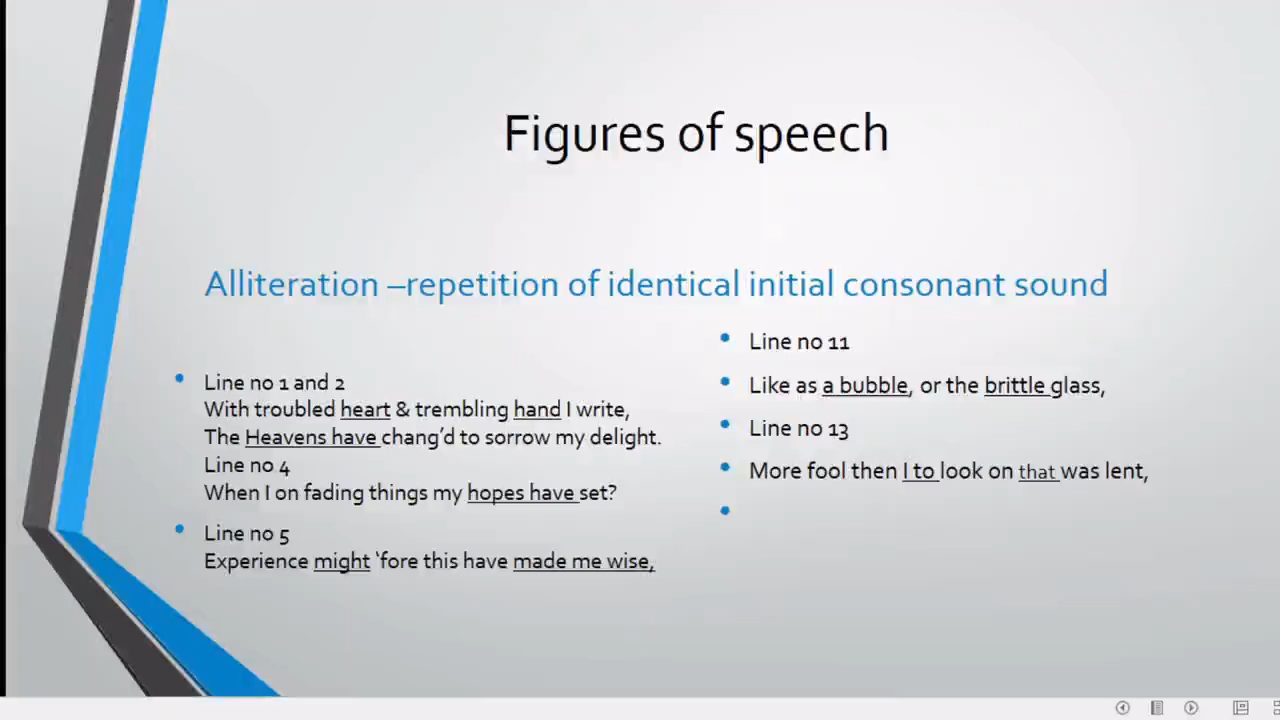 Figures of speech
Alliteration –repetition of identical initial consonant sound
Line no 1 and 2
With troubled heart & trembling hand I write,
The Heavens have chang’d to sorrow my delight.
Line no 4
When I on fading things my hopes have set?
Line no 5
Experience might ‘fore this have made me wise,
Line no 11
Like as a bubble, or the brittle glass,
Line no 13
More fool then I to look on that was lent,